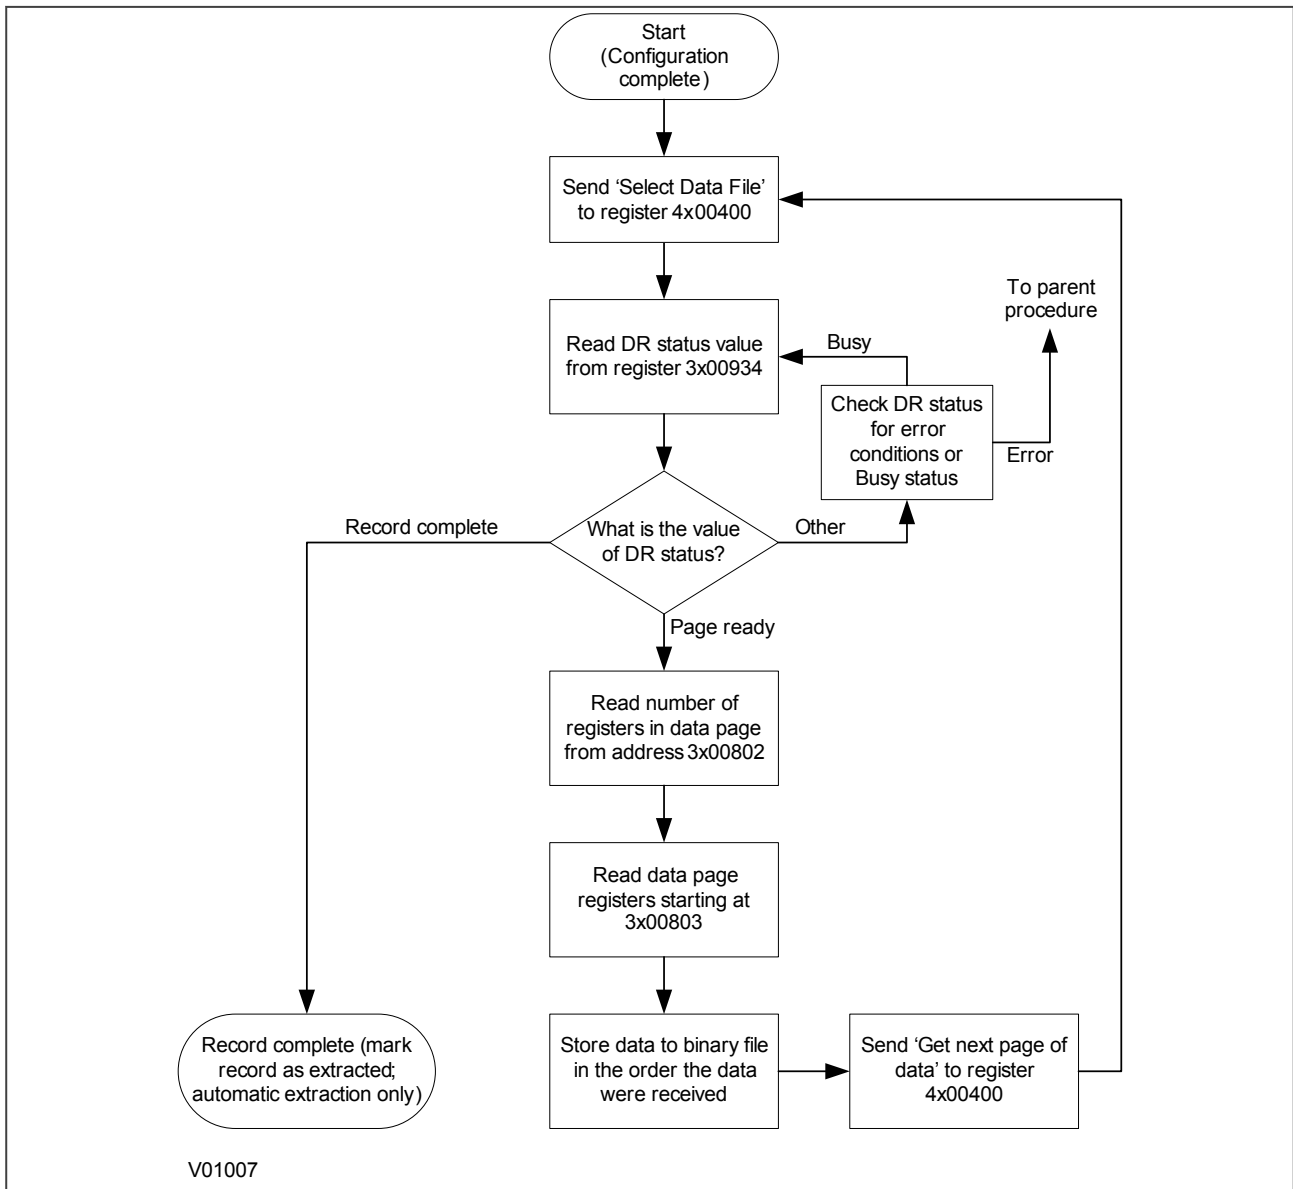 Start
(Configuration
complete)
Send ‘Select Data File’
to register 4x00400
To parent
procedure
Read DR status value
from register 3x00934
Busy
Check DR status
for error
conditions or
Busy status
Error
Record complete
What is the value
of DR status?
Other
Page ready
Read number of
registers in data page
from address 3x00802
Read data page
registers starting at
3x00803
Record complete (mark
record as extracted;
automatic extraction only)
Store data to binary file
in the order the data
were received
Send ‘Get next page of
data’ to register
4x00400
V01007